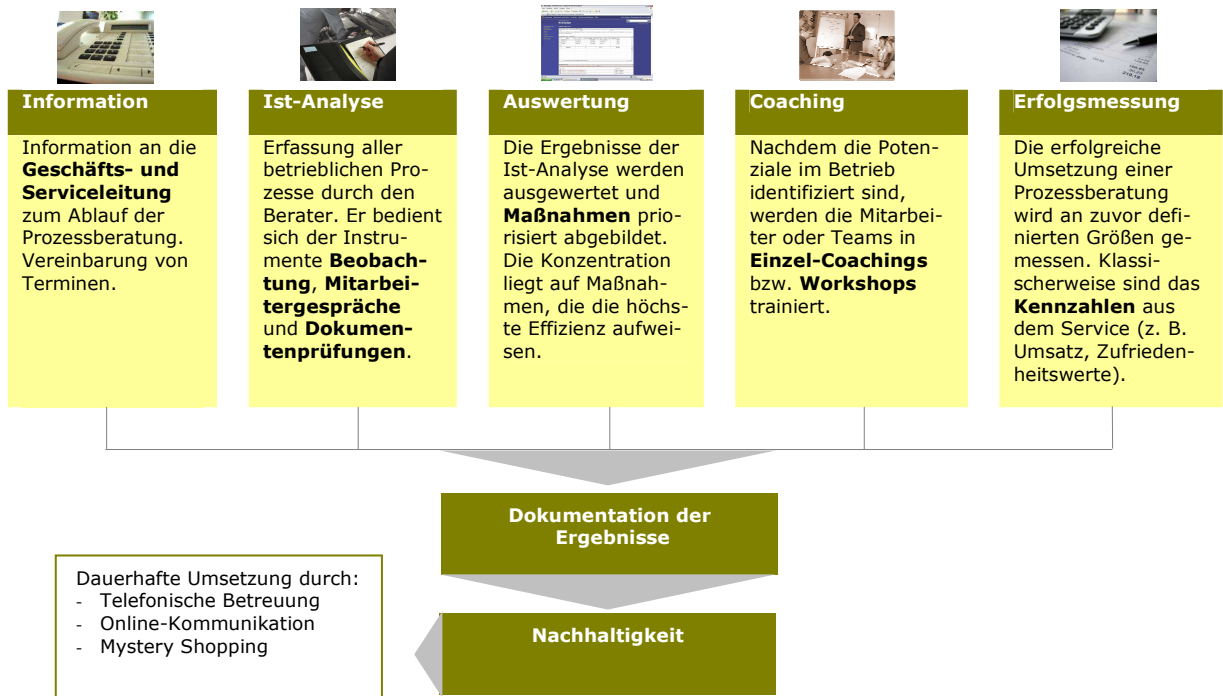 Information
Information an die
Geschäfts- und
Serviceleitung
zum Ablauf der
Prozessberatung.
Vereinbarung von
Terminen.
Ist-Analyse
Erfassung aller
betrieblichen Pro-
zesse durch den
Berater. Er bedient
sich der Instru-
mente Beobach-
tung, Mitarbei-
tergespräche
und Dokumen-
tenprüfungen.
Auswertung
Die Ergebnisse der
Ist-Analyse werden
ausgewertet und
Maßnahmen prio-
risiert abgebildet.
Die Konzentration
liegt auf Maßnah-
men, die die höchs-
te Effizienz aufwei-
sen.
Coaching
Nachdem die Poten-
ziale im Betrieb
identifiziert sind,
werden die Mitarbei-
ter oder Teams in
Einzel-Coachings
bzw. Workshops
trainiert.
Erfolgsmessung
Die erfolgreiche
Umsetzung einer
Prozessberatung
wird an zuvor defi-
nierten Größen ge-
messen. Klassi-
scherweise sind das
Kennzahlen aus
dem Service (z. B.
Umsatz, Zufrieden-
heitswerte).
Dokumentation der
Ergebnisse
Dauerhafte Umsetzung durch:
- Telefonische Betreuung
- Online-Kommunikation
- Mystery Shopping
Nachhaltigkeit